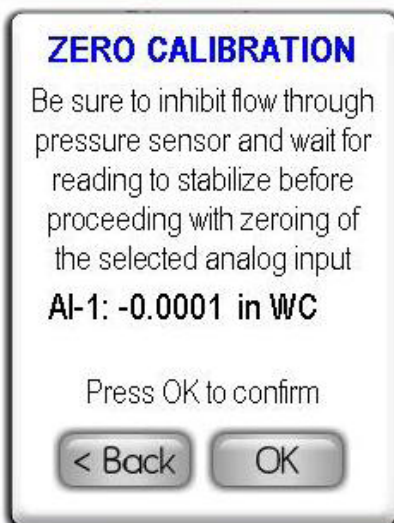 ZERO CALIBRATION
Be sure to inhibit flow through
pressure sensor and wait for
reading to stabilize before
proceeding with zeroing of
the selected analog input
AI-1: -0.0001 in WC
Press OK to confirm
< Back OK